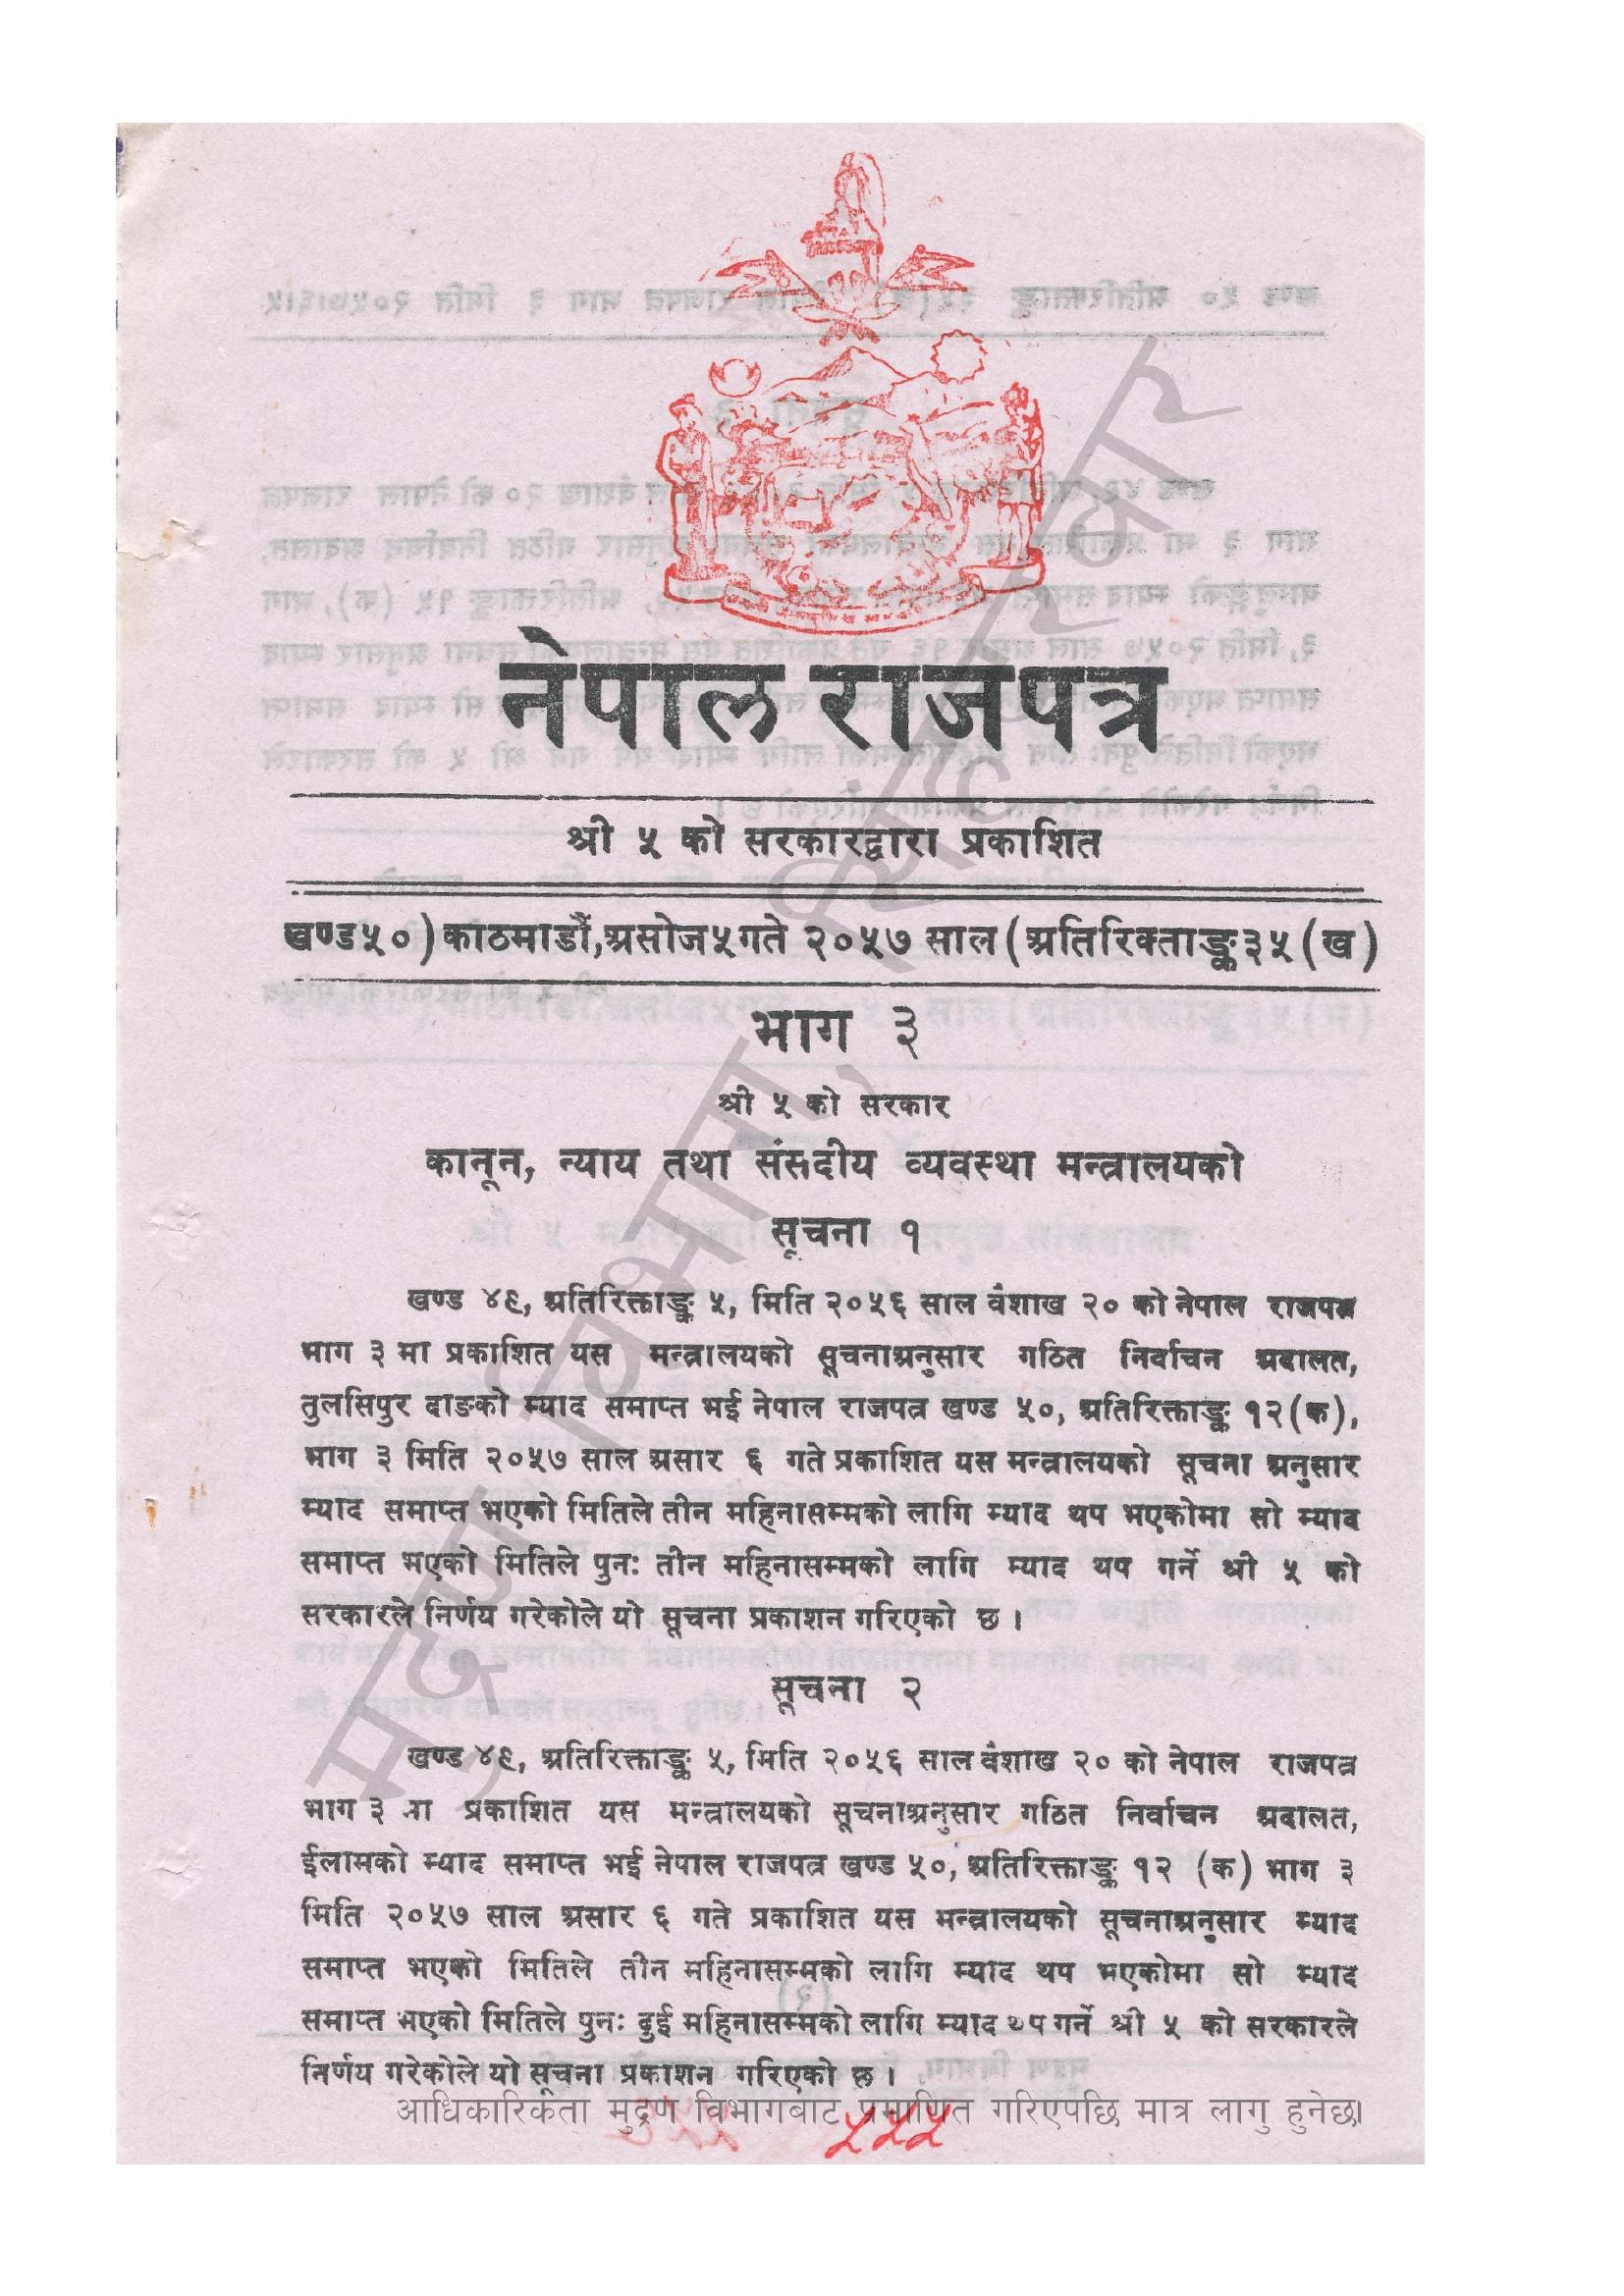 नेपाल राजपत्र
श्री ५ को सरकारद्वारा प्रकाशित
खण्ड ५०) काठमाडौं, असोज ५ गते २०५७ साल (अतिरिक्ताङ्क ३५ (ख)
भाग ३
श्री ५ को सरकार
कानून, न्याय तथा संसदीय व्यवस्था मन्त्रालयको
सूचना १
खण्ड ४९, अतिरिक्ताङ्क ५, मिति २०५६ साल वैशाख २० को नेपाल राजपत्र
भाग ३ मा प्रकाशित यस मन्त्रालयको सूचनाअनुसार गठित निर्वाचन अदालत,
तुलसिपुर दाङको म्याद समाप्त भई नेपाल राजपत्र खण्ड ५०, अतिरिक्ताङ्क १२(क),
भाग ३ मिति २०५७ साल असार ६ गते प्रकाशित यस मन्त्रालयको सूचना अनुसार
म्याद समाप्त भएको मितिले तीन महिनासम्मको लागि म्याद थप भएकोमा सो म्याद
समाप्त भएको मितिले पुनः तीन महिनासम्मको लागि म्याद थप गर्ने श्री ५ को
सरकारले निर्णय गरेकोले यो सूचना प्रकाशन गरिएको छ ।
सूचना २
खण्ड ४९, अतिरिक्ताङ्क ५, मिति २०५६ साल वैशाख २० को नेपाल राजपत्र
भाग ३ मा प्रकाशित यस मन्त्रालयको सूचनाअनुसार गठित निर्वाचन अदालत,
ईलामको म्याद समाप्त भई नेपाल राजपत्र खण्ड ५०, अतिरिक्ताङ्क १२ (क) भाग ३
मिति २०५७ साल असार ६ गते प्रकाशित यस मन्त्रालयको सूचनाअनुसार म्याद
समाप्त भएको मितिले तीन महिनासम्मको लागि म्याद थप भएकोमा सो म्याद
समाप्त भएको मितिले पुनः दुई महिनासम्मको लागि म्याद थप गर्ने श्री ५ को सरकारले
निर्णय गरेकोले यो सूचना प्रकाशन गरिएको छ ।
आधिकारिकता मुद्रण विभागबाट प्रमाणित गरिएपछि मात्र लागु हुनेछ।
५५५
मुद्रण विभाग, सिंहदरबार